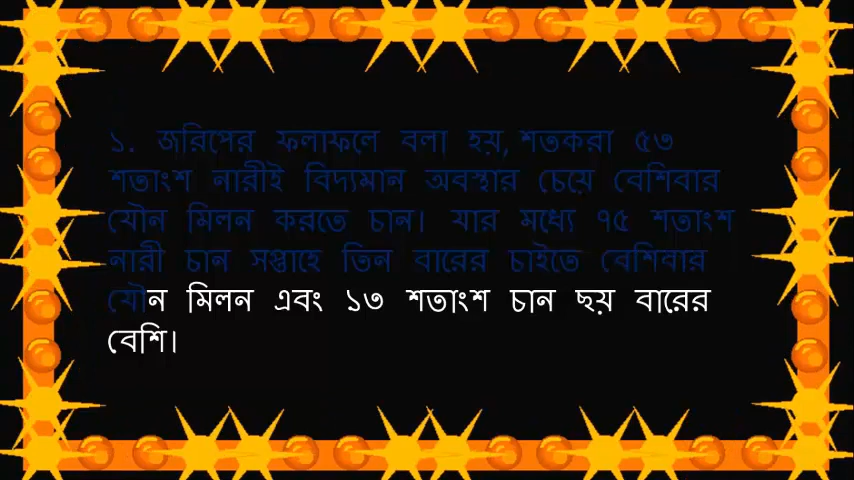 ১. জরিপের ফলাফলে বলা হয়, শতকরা ৫৩
শতাংশ নারীই বিদ্যমান অবস্থার চেয়ে বেশিবার
যৌন মিলন করতে চান। যার মধ্যে ৭৫ শতাংশ
নারী চান সপ্তাহে তিন বারের চাইতে বেশিবার
যৌন মিলন এবং ১৩ শতাংশ চান ছয় বারের
বেশি।